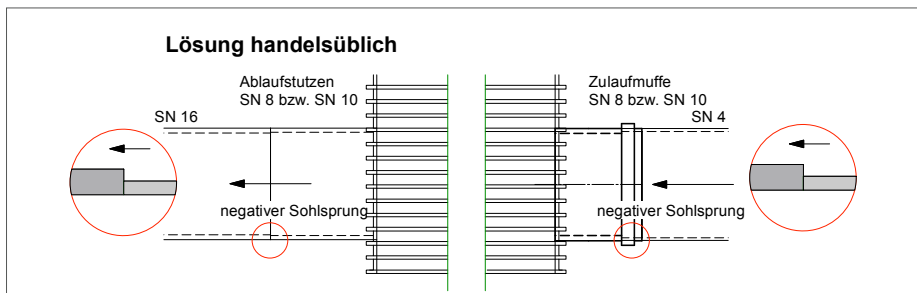 Lösung handelsüblich
Ablaufstutzen
SN 8 bzw. SN 10
SN 16
negativer Sohlsprung
Zulaufmuffe
SN 8 bzw. SN 10
SN 4
negativer Sohlsprung